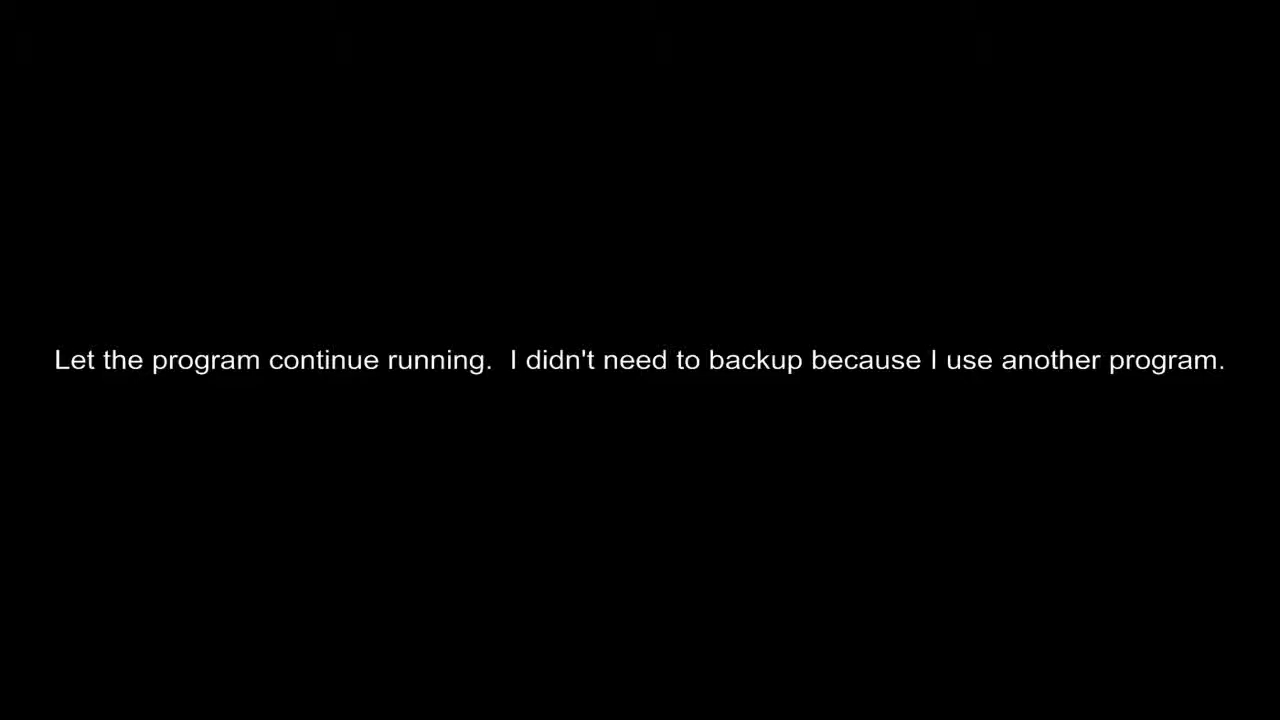 Let the program continue running.  I didn't need to backup because I use another program.